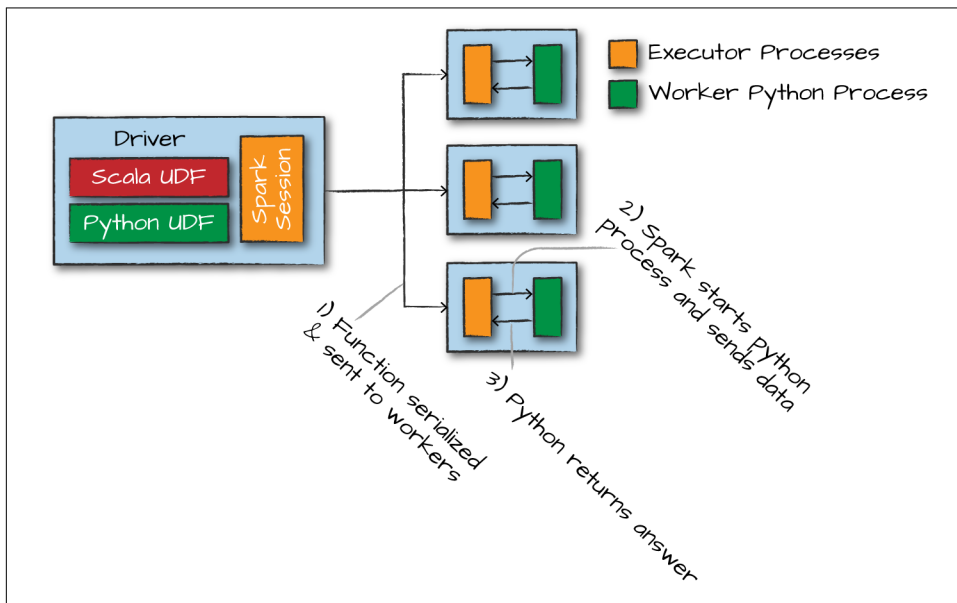 Driver
Scala UDF
Python UDF
Spark
Session
Executor Processes
Worker Python Process
1) Function serialized
& sent to
workers
2) Spark starts Python
Process and sends data
3) Python returns answer